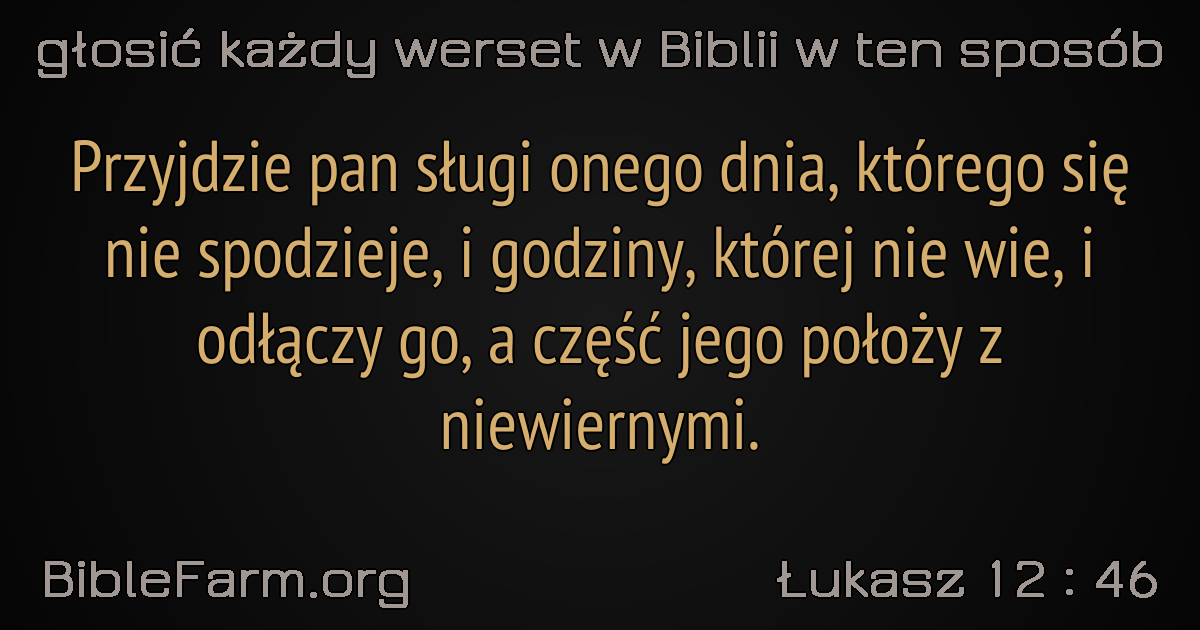 głosić każdy werset w Biblii w ten sposób
Przyjdzie pan sługi onego dnia, którego się
nie spodzieje, i godziny, której nie wie, i
odłączy go, a część jego położy z
niewiernymi.
BibleFarm.org
Łukasz 12 : 46